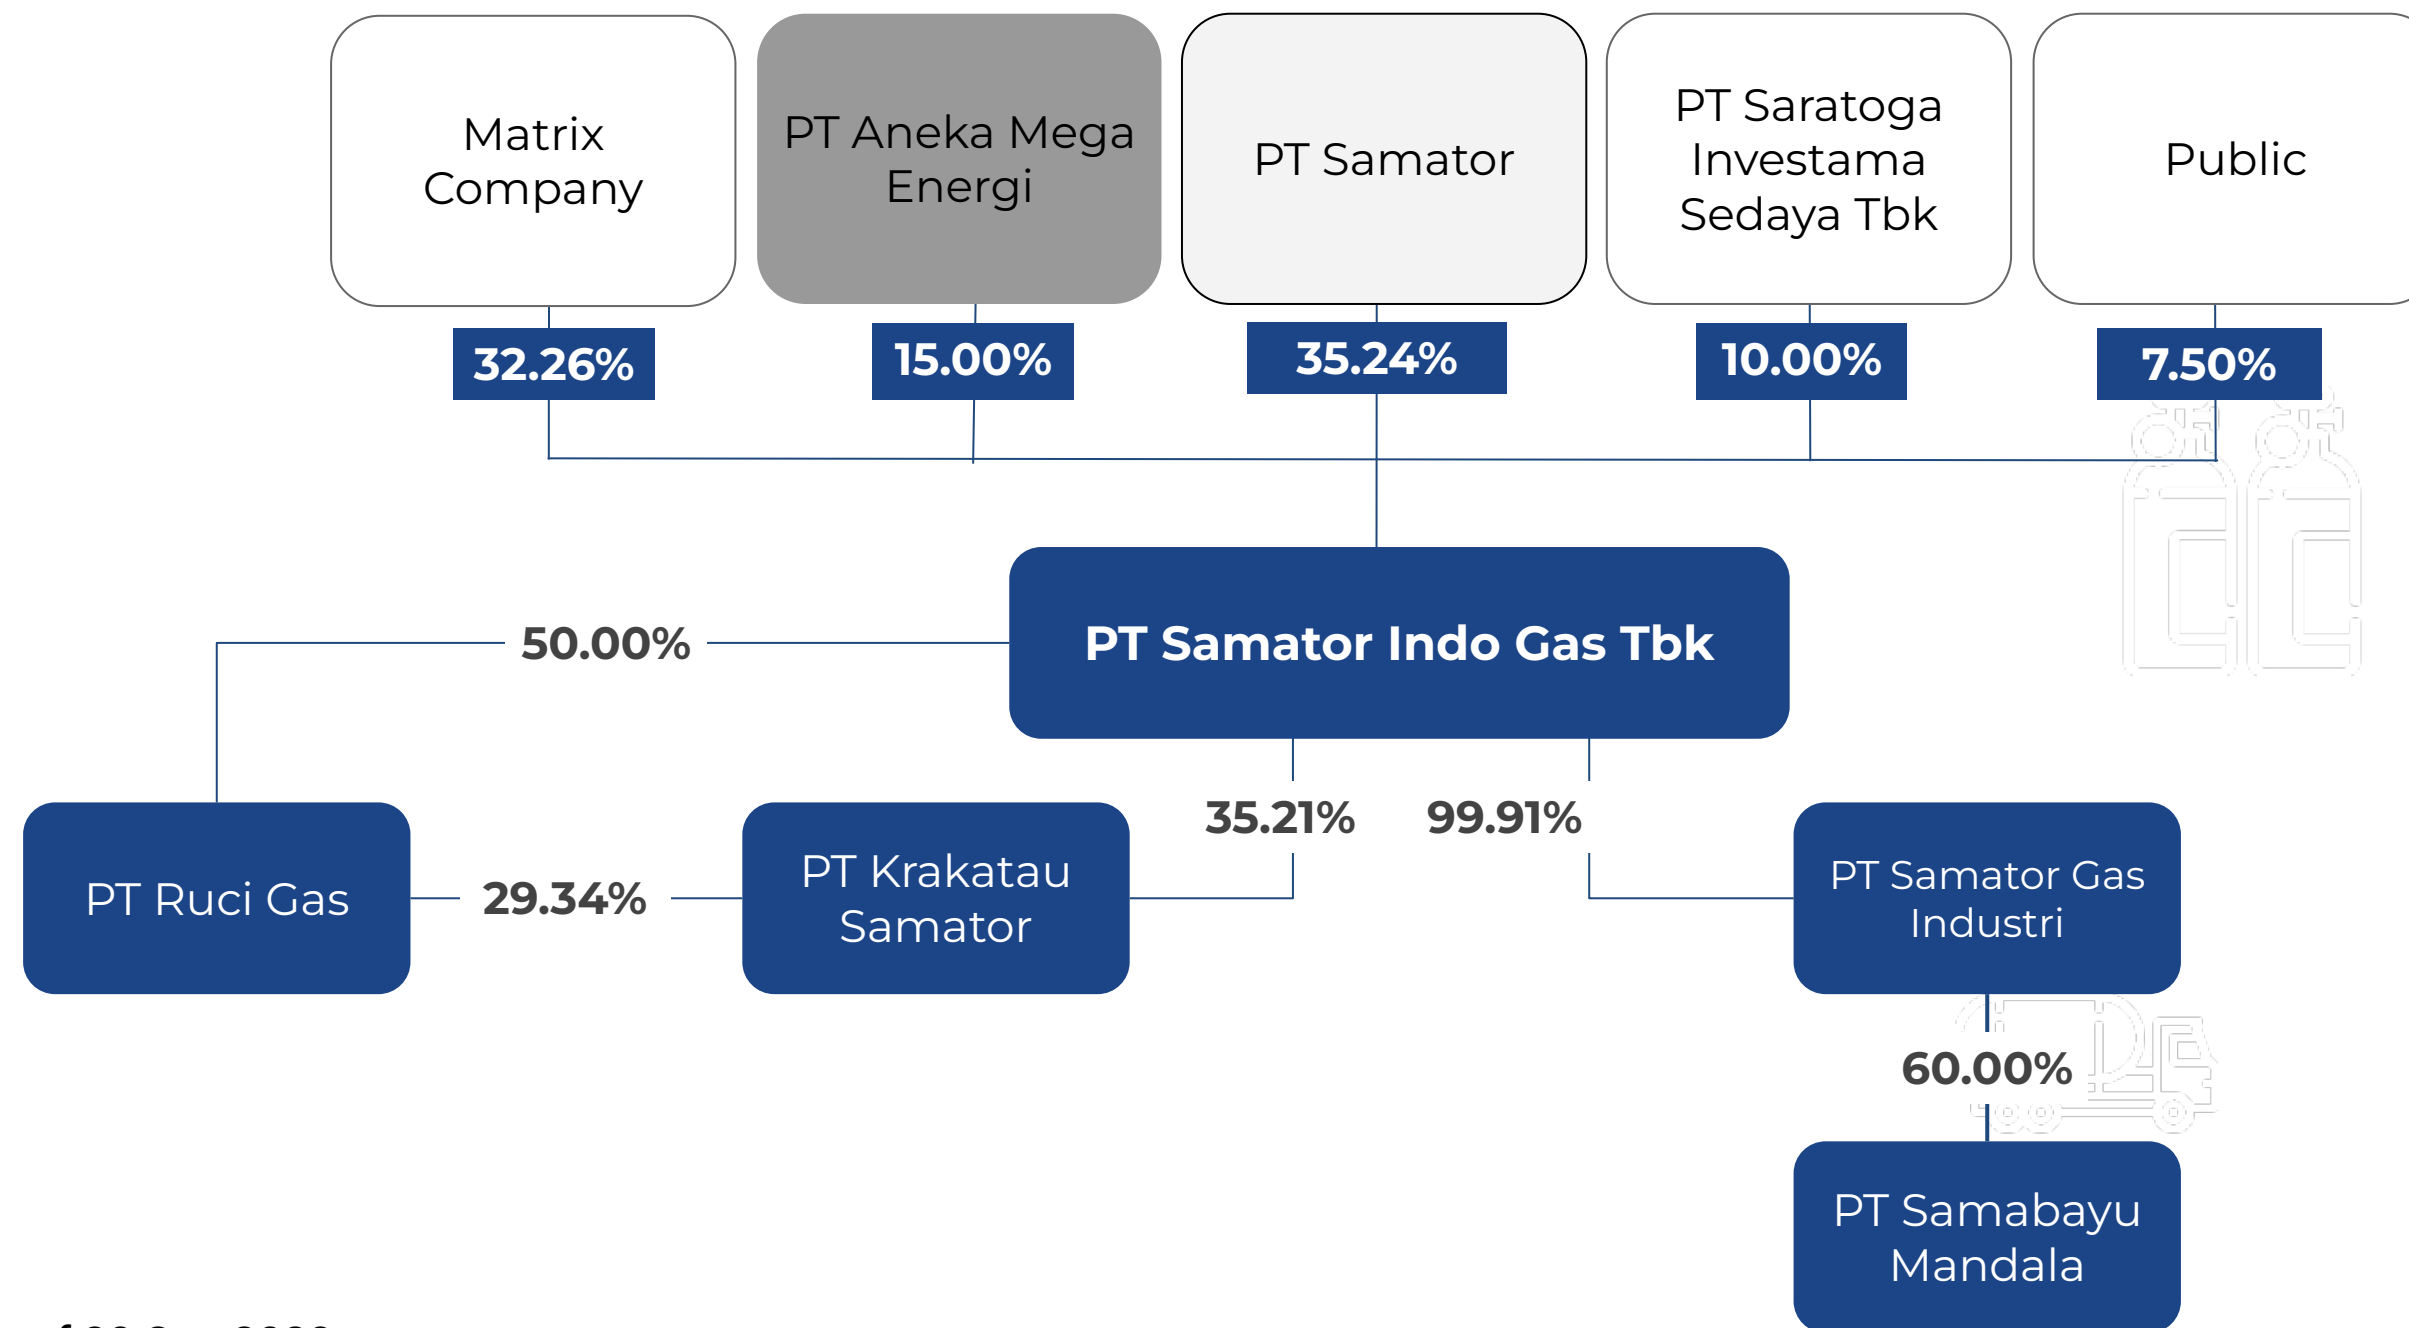 Matrix
Company
PT Aneka Mega
Energi
PT Samator
PT Saratoga
Investama
Sedaya Tbk
Public
32.26%
15.00%
35.24%
10.00%
7.50%
PT Samator Indo Gas Tbk
50.00%
35.21%
99.91%
PT Ruci Gas
29.34%
PT Krakatau
Samator
PT Samator Gas
Industri
60.00%
PT Samabayu
Mandala